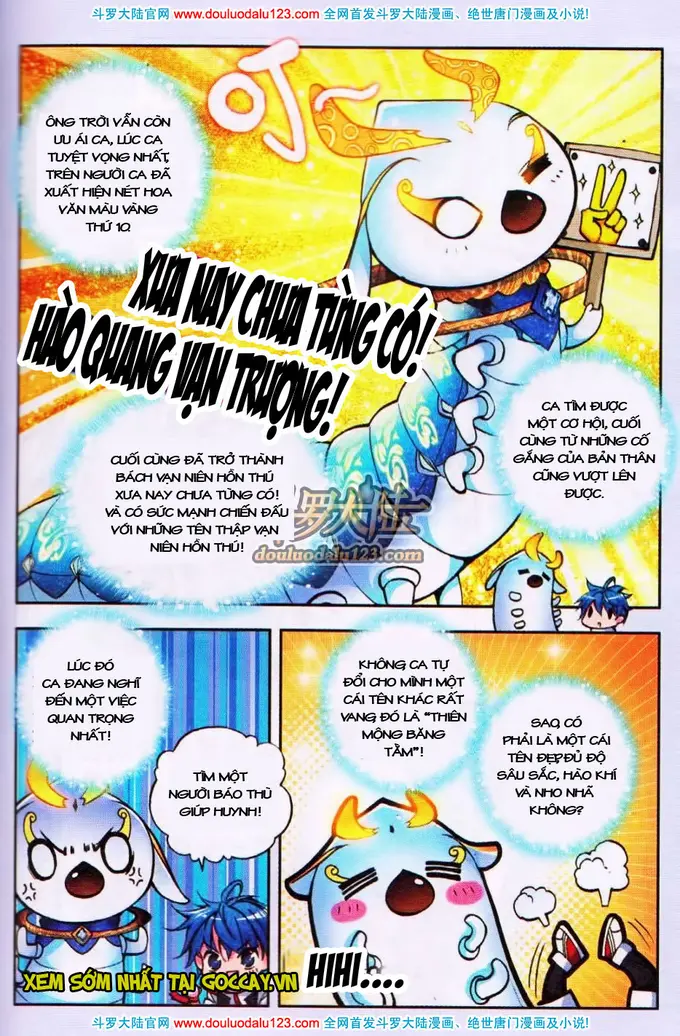 斗罗大陆官网 www.douluodalu123.com 全网首发斗罗大陆漫画、绝世唐门漫画及小说!
叮~
ÔNG TRỜI VẪN CÒN
ƯU ÁI CA, LÚC CA
TUYỆT VỌNG NHẤT,
TRÊN NGƯỜI CA ĐÃ
XUẤT HIỆN NÉT HOA
VĂN MÀU VÀNG
THỨ 10.
XƯA NAY CHƯA TỪNG CÓ!
HÀO QUANG VẠN TRƯỢNG!
CA TÌM ĐƯỢC
MỘT CƠ HỘI, CUỐI
CÙNG TỪ NHỮNG CỐ
GẮNG CỦA BẢN THÂN
CŨNG VƯỢT LÊN
ĐƯỢC.
CUỐI CÙNG ĐÃ TRỞ THÀNH
BÁCH VẠN NIÊN HỒN THÚ
XƯA NAY CHƯA TỪNG CÓ!
VÀ CÓ SỨC MẠNH CHIẾN ĐẤU
VỚI NHỮNG TÊN THẬP VẠN
NIÊN HỒN THÚ!
罗大陆
douluodalu123.com
LÚC ĐÓ
CA ĐANG NGHĨ
ĐẾN MỘT VIỆC
QUAN TRỌNG
NHẤT!
TÌM MỘT
NGƯỜI BÁO THÙ
GIÚP HUYNH!
KHÔNG CA TỰ
ĐỔI CHO MÌNH MỘT
CÁI TÊN KHÁC RẤT
VANG ĐÓ LÀ "THIÊN
MỘNG BĂNG
TẰM"!
SAO, CÓ
PHẢI LÀ MỘT CÁI
TÊN ĐẸP,ĐỦ ĐỘ
SÂU SẮC, HÀO KHÍ
VÀ NHO NHÃ
KHÔNG?
HIHI....
XEM SỚM NHẤT TẠI GOCCAY.VN
斗罗大陆官网 www.douluodalu123.com 全网首发斗罗大陆漫画、绝世唐门漫画及小说!